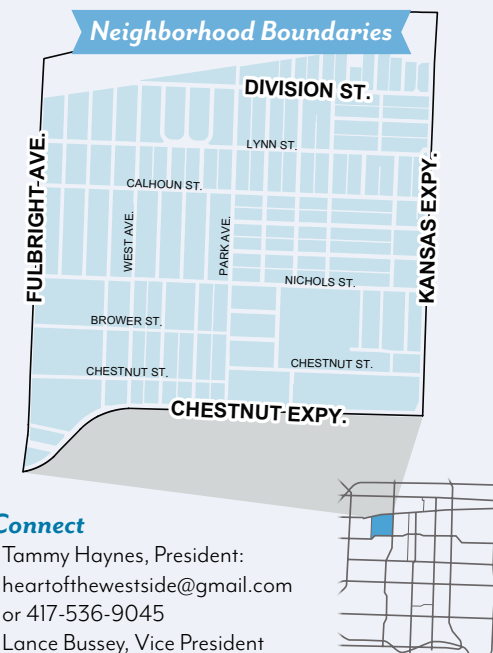 Neighborhood Boundaries
DIVISION ST.
LYNN ST.
CALHOUN ST.
FULBRIGHT AVE.
WEST AVE.
PARK AVE.
KANSAS EXPY.
NICHOLS ST.
BROWER ST.
CHESTNUT ST.
CHESTNUT ST.
CHESTNUT EXPY.
Connect
Tammy Haynes, President:
heartofthewestside@gmail.com
or 417-536-9045
Lance Bussey, Vice President